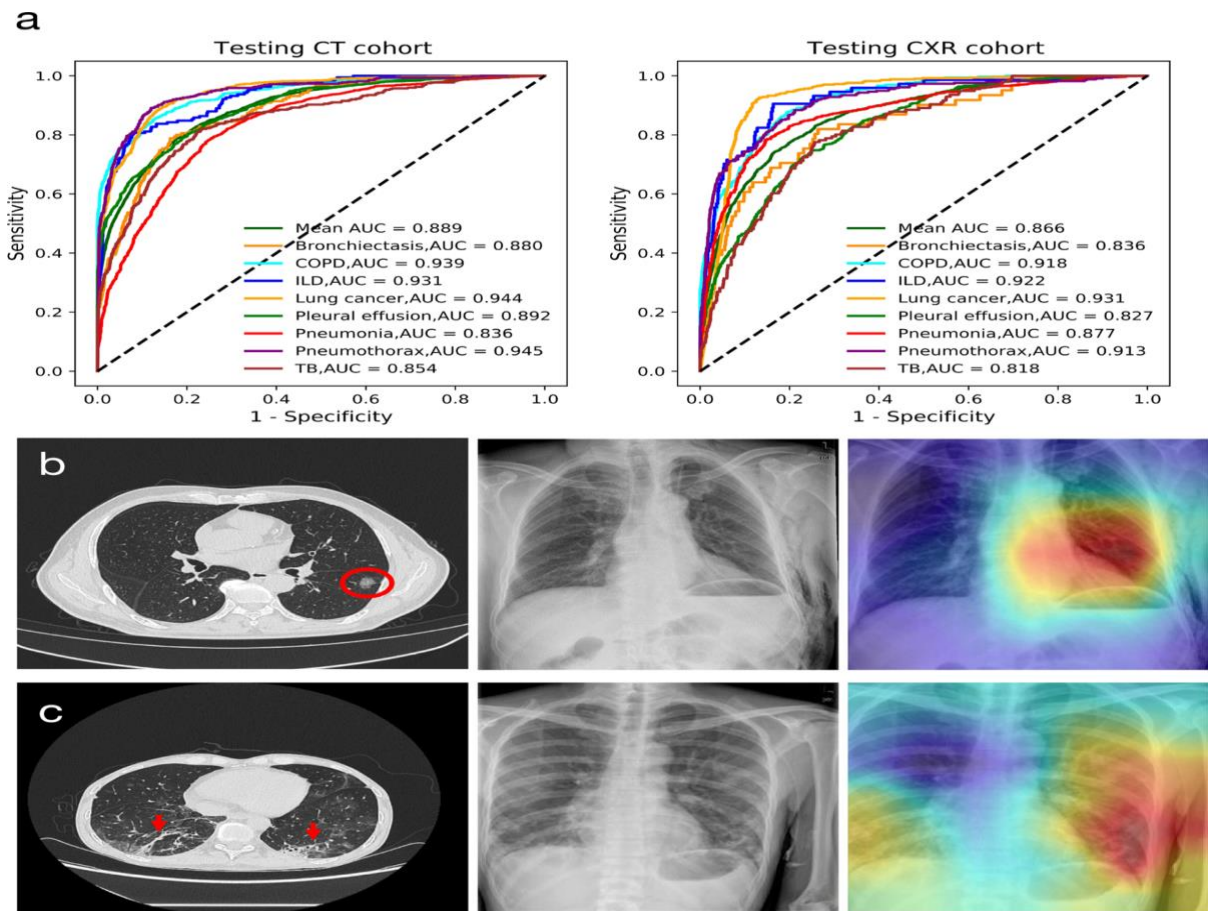 a
Testing CT cohort
Sensitivity
1.0
0.8
0.6
0.4
0.2
0.0
Mean AUC = 0.889
Bronchiectasis,AUC = 0.880
COPD,AUC = 0.939
ILD,AUC = 0.931
Lung cancer,AUC = 0.944
Pleural effusion,AUC = 0.892
Pneumonia,AUC = 0.836
Pneumothorax,AUC = 0.945
TB,AUC = 0.854
0.0 0.2 0.4 0.6 0.8 1.0
1 - Specificity
Testing CXR cohort
Sensitivity
1.0
0.8
0.6
0.4
0.2
0.0
Mean AUC = 0.866
Bronchiectasis,AUC = 0.836
COPD,AUC = 0.918
ILD,AUC = 0.922
Lung cancer,AUC = 0.931
Pleural effusion,AUC = 0.827
Pneumonia,AUC = 0.877
Pneumothorax,AUC = 0.913
TB,AUC = 0.818
0.0 0.2 0.4 0.6 0.8 1.0
1 - Specificity
b
c